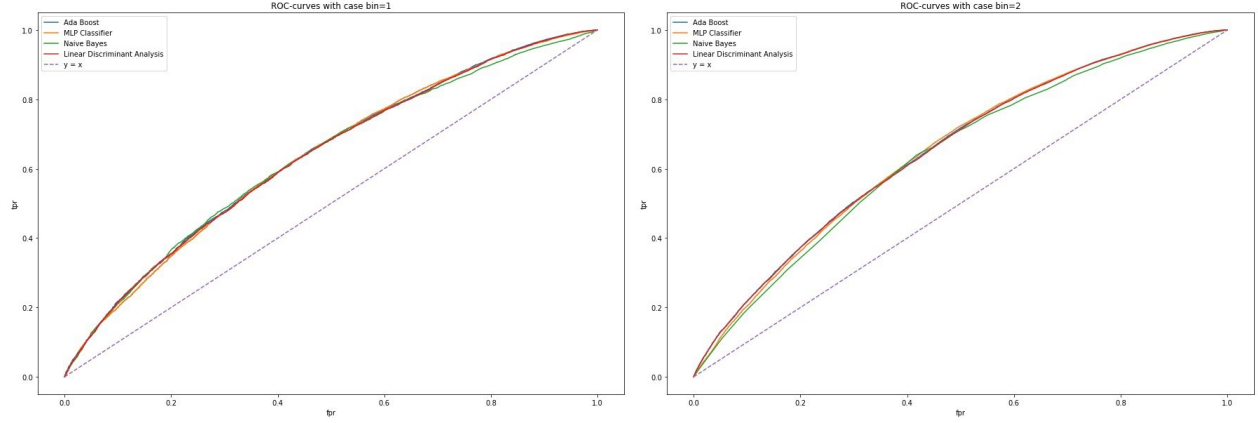 ROC-curves with case bin=1
Ada Boost
MLP Classifier
Naive Bayes
Linear Discriminant Analysis
y = x
1.0
0.8
0.6
0.4
0.2
0.0
tpr
0.0 0.2 0.4 0.6 0.8 1.0
fpr
ROC-curves with case bin=2
Ada Boost
MLP Classifier
Naive Bayes
Linear Discriminant Analysis
y = x
1.0
0.8
0.6
0.4
0.2
0.0
tpr
0.0 0.2 0.4 0.6 0.8 1.0
fpr